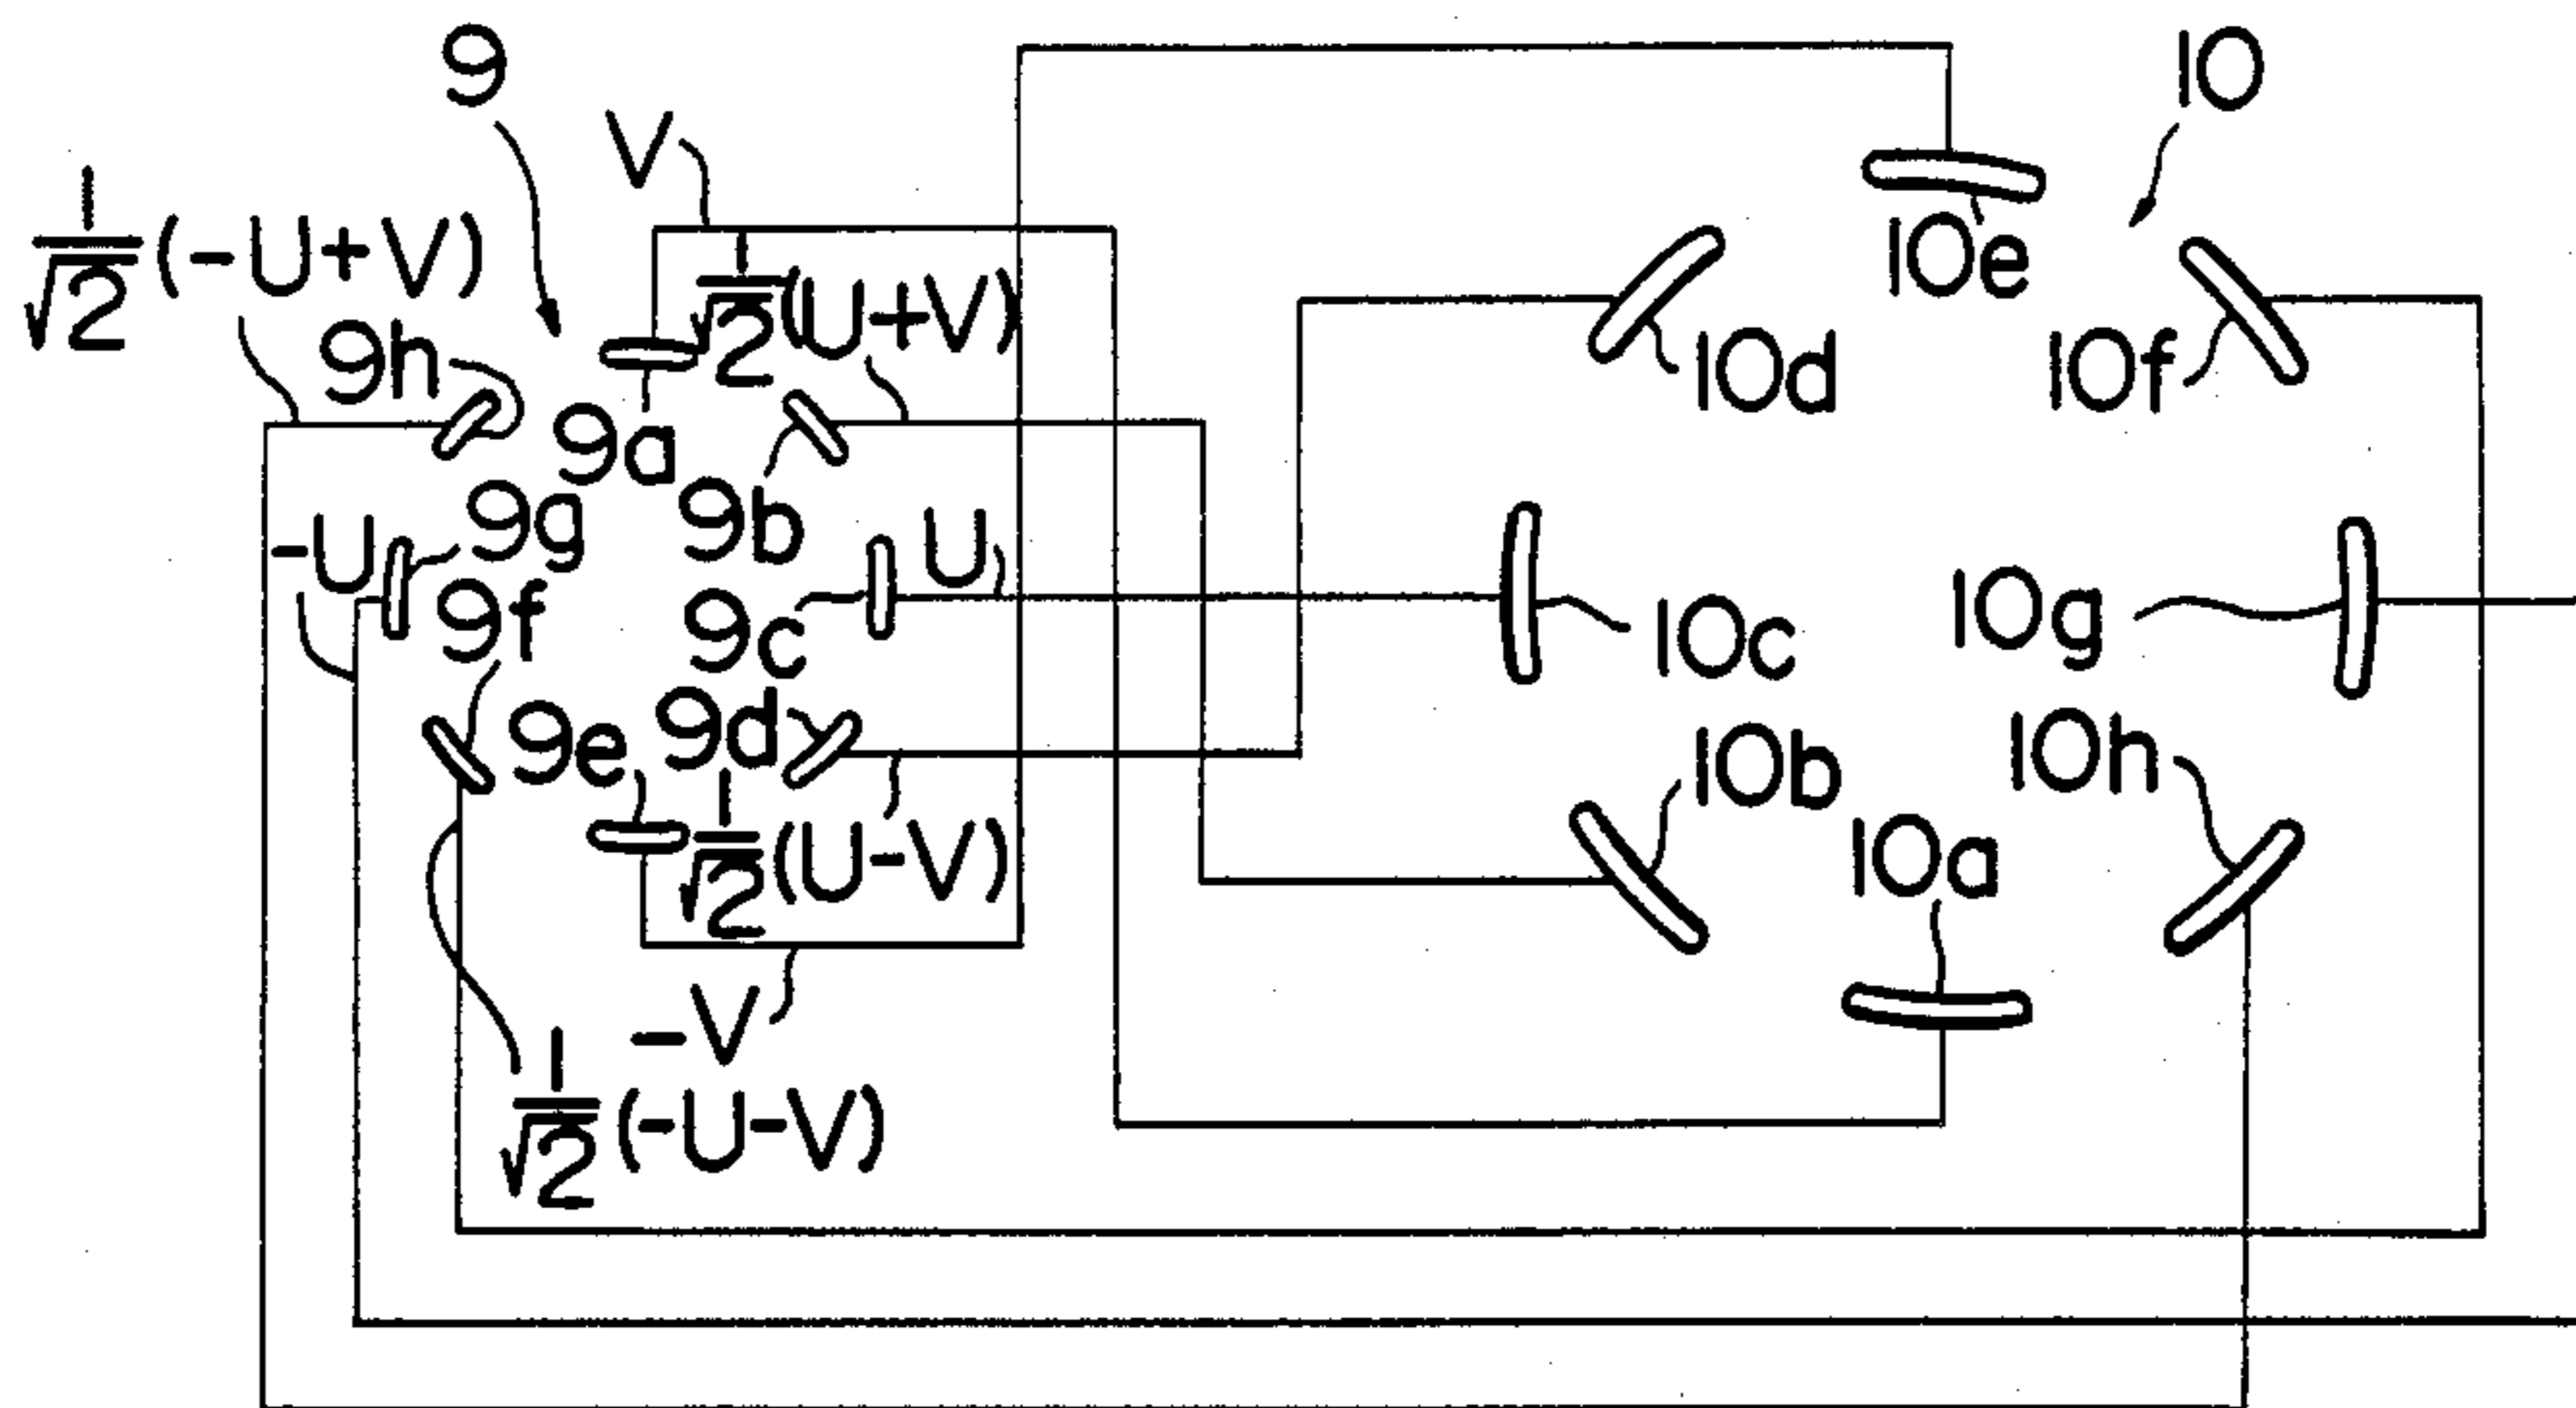 9
10
V
1/√2(-U+V)
1/√2(U+V)
9h
10e
9a
10d
10f
9g
9b
-U
U
9f
9c
10c
10g
9e
9d
10b
10h
1/√2(U-V)
10a
-V
1/√2(-U-V)